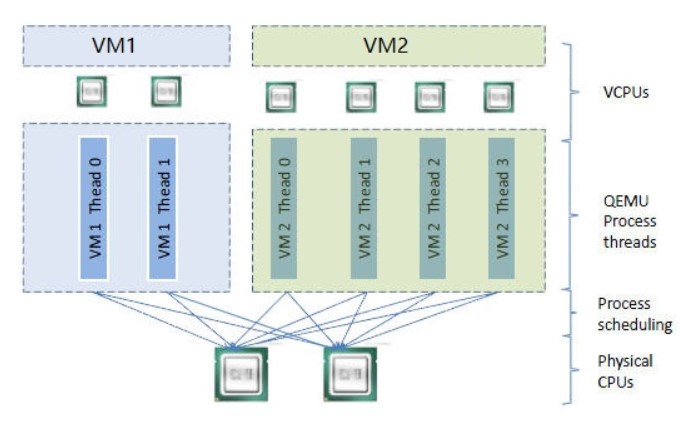 VM1
VM2
VCPUs
VM 1 Thead 0
VM 1 Thead 1
VM 2 Thead 0
VM 2 Thead 1
VM 2 Thead 2
VM 2 Thead 3
QEMU
Process
threads
Process
scheduling
Physical
CPUs